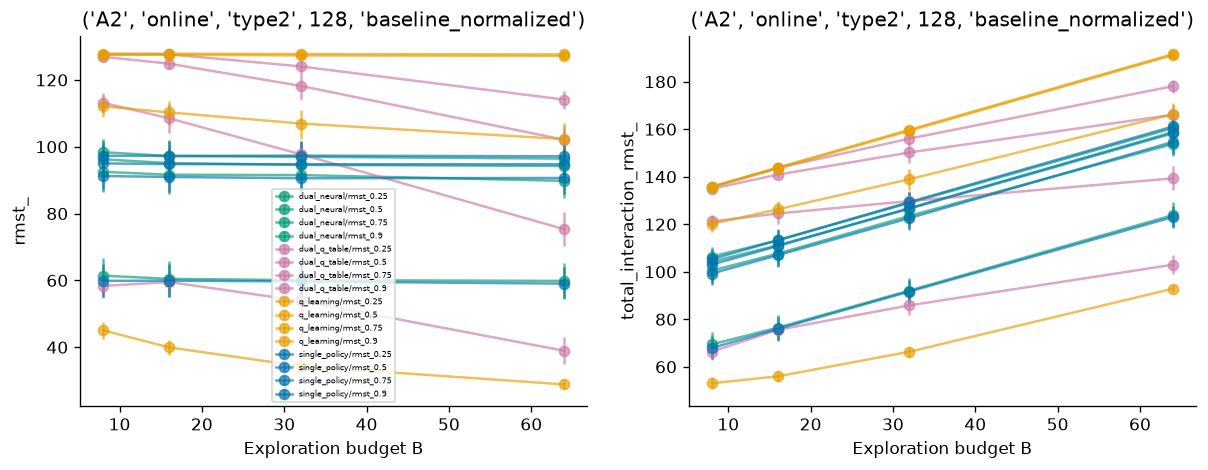 ('A2', 'online', 'type2', 128, 'baseline_normalized')
rmst_
120
100
80
60
40
dual_neural/rmst_0.25
dual_neural/rmst_0.5
dual_neural/rmst_0.75
dual_neural/rmst_0.9
dual_q_table/rmst_0.25
dual_q_table/rmst_0.5
dual_q_table/rmst_0.75
dual_q_table/rmst_0.9
q_learning/rmst_0.25
q_learning/rmst_0.5
q_learning/rmst_0.75
q_learning/rmst_0.9
single_policy/rmst_0.25
single_policy/rmst_0.5
single_policy/rmst_0.75
single_policy/rmst_0.9
10 20 30 40 50 60
Exploration budget B
('A2', 'online', 'type2', 128, 'baseline_normalized')
total_interaction_rmst_
180
160
140
120
100
80
60
10 20 30 40 50 60
Exploration budget B